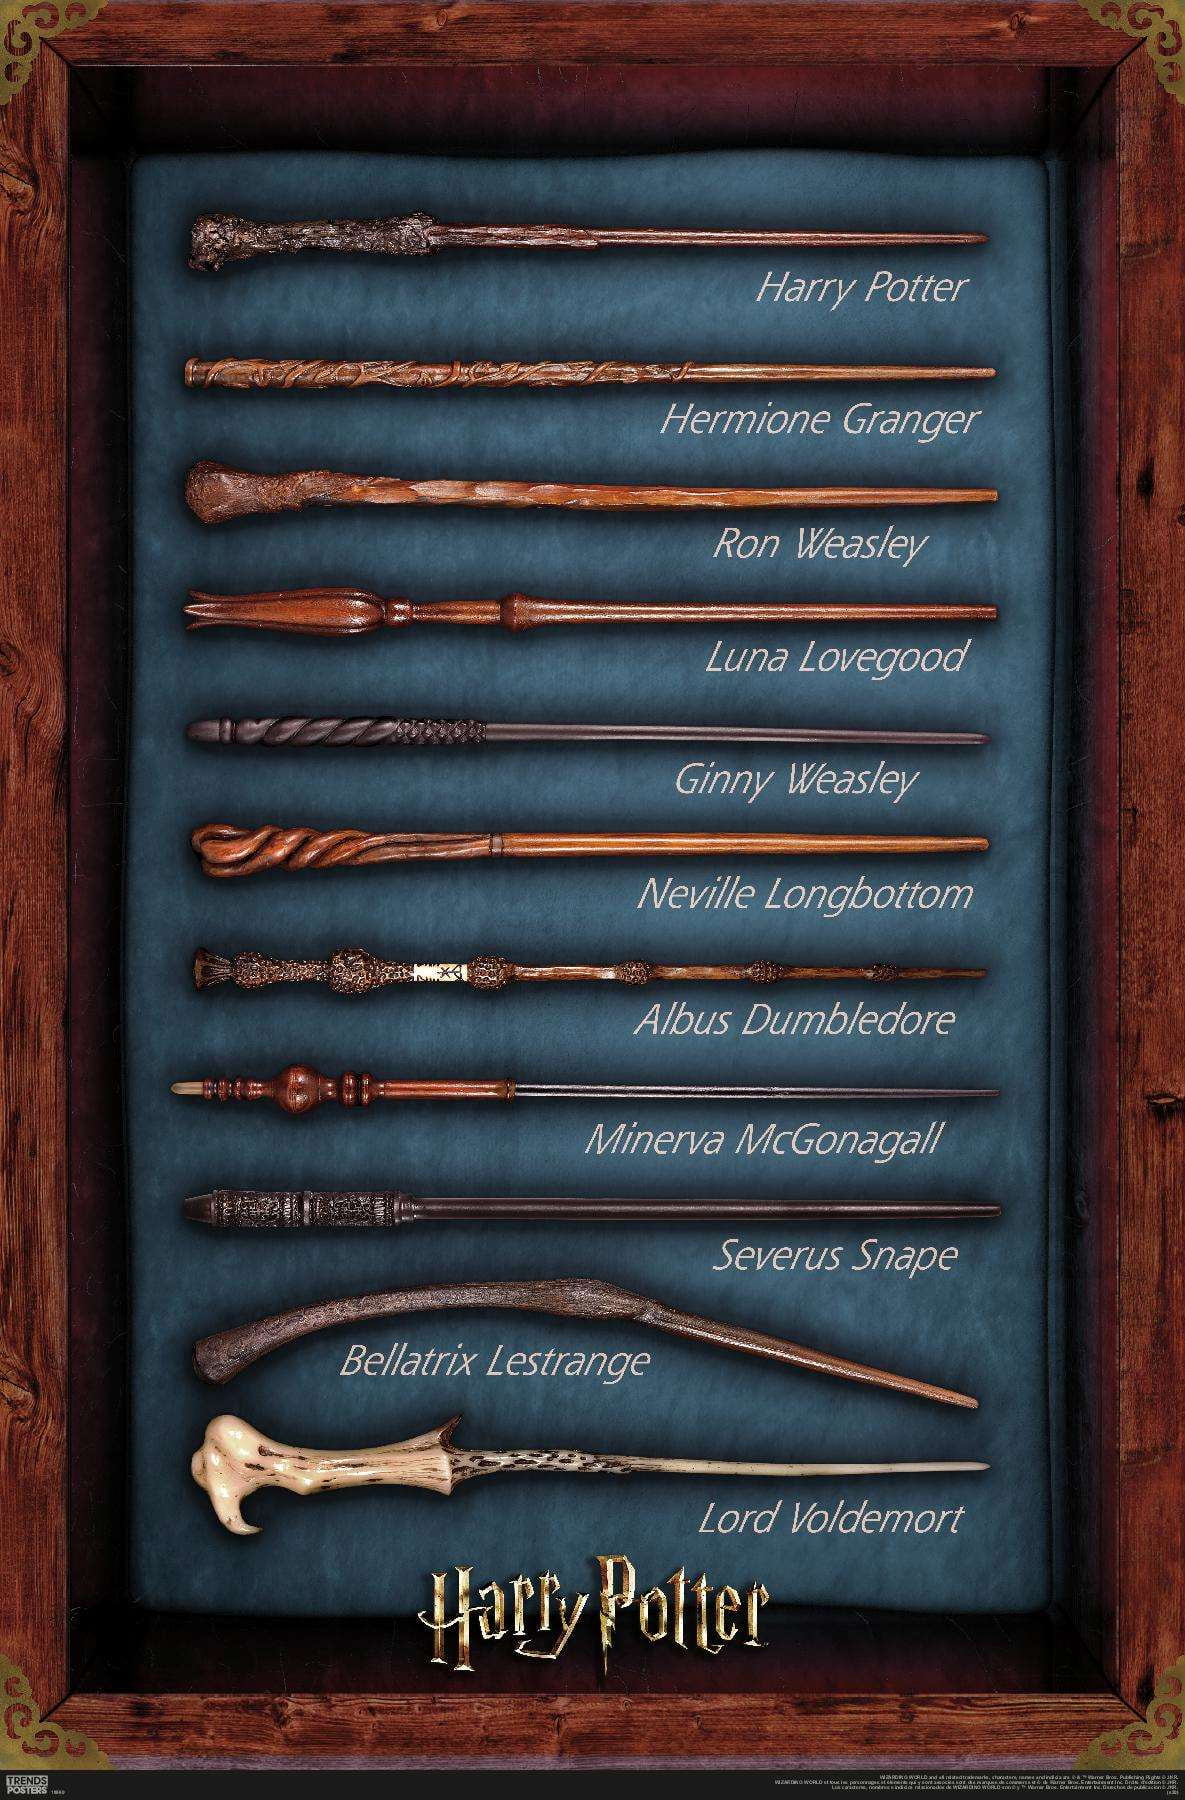 Harry Potter
Hermione Granger
Ron Weasley
Luna Lovegood
Ginny Weasley
Neville Longbottom
Albus Dumbledore
Minerva McGonagall
Severus Snape
Bellatrix Lestrange
Lord Voldemort
Harry Potter
TRENDS
POSTERS